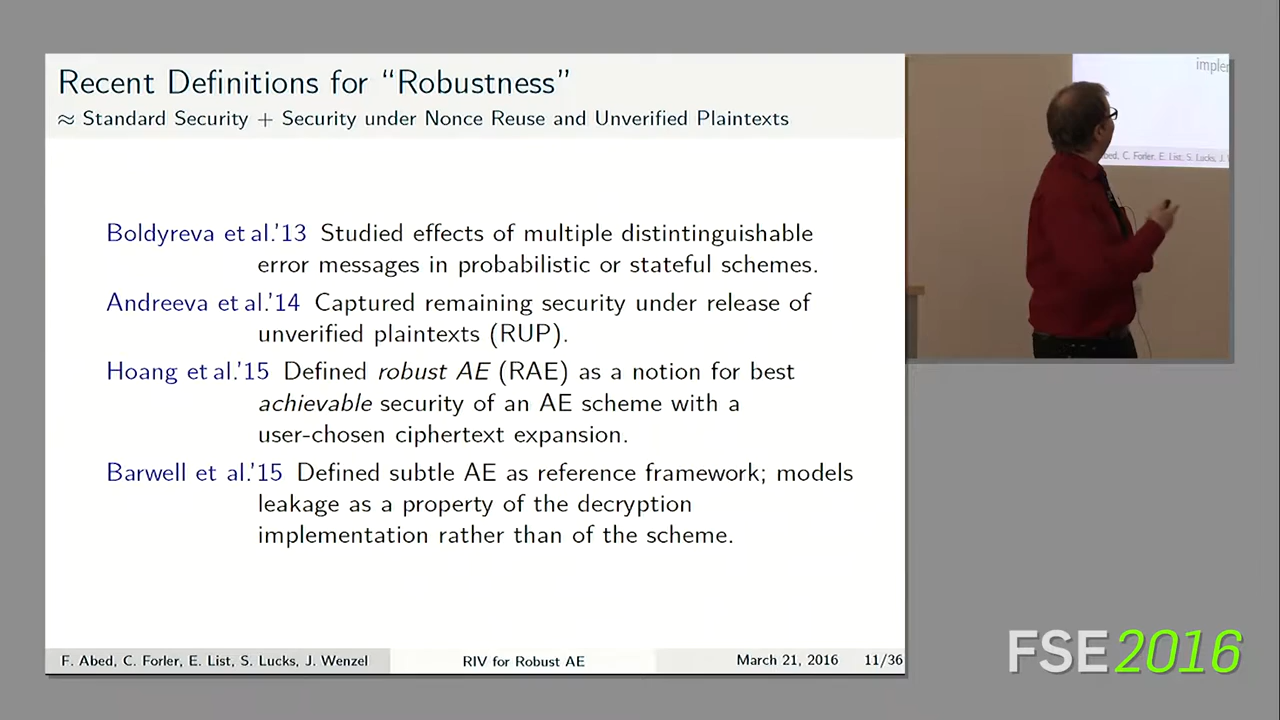 Recent Definitions for “Robustness”
≈ Standard Security + Security under Nonce Reuse and Unverified Plaintexts
Boldyreva et al.’13 Studied effects of multiple distintinguishable
error messages in probabilistic or stateful schemes.
Andreeva et al.’14 Captured remaining security under release of
unverified plaintexts (RUP).
Hoang et al.’15 Defined robust AE (RAE) as a notion for best
achievable security of an AE scheme with a
user-chosen ciphertext expansion.
Barwell et al.’15 Defined subtle AE as reference framework; models
leakage as a property of the decryption
implementation rather than of the scheme.
F. Abed, C. Forler, E. List, S. Lucks, J. Wenzel RIV for Robust AE March 21, 2016 11/36
imple
bed, C. Forler, E. List, S. Lucks, J.
FSE2016